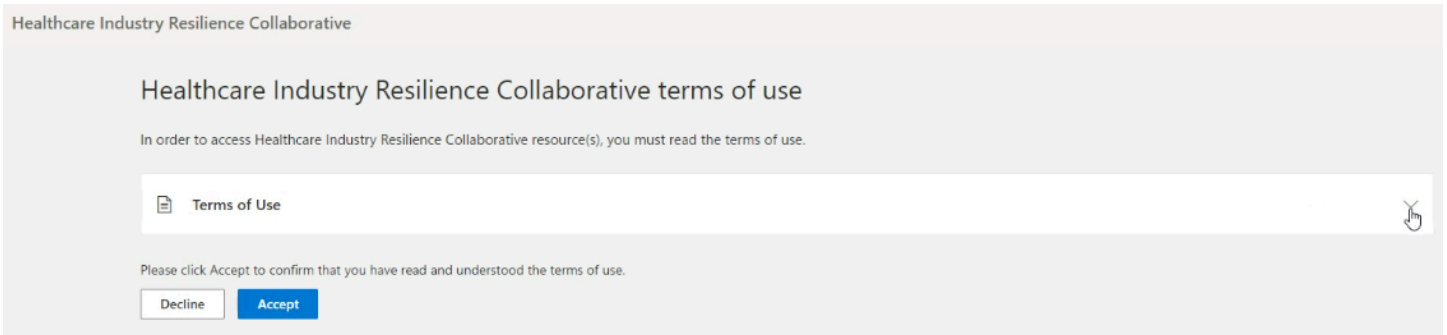 Healthcare Industry Resilience Collaborative
Healthcare Industry Resilience Collaborative terms of use
In order to access Healthcare Industry Resilience Collaborative resource(s), you must read the terms of use.
Terms of Use
Please click Accept to confirm that you have read and understood the terms of use.
Decline Accept